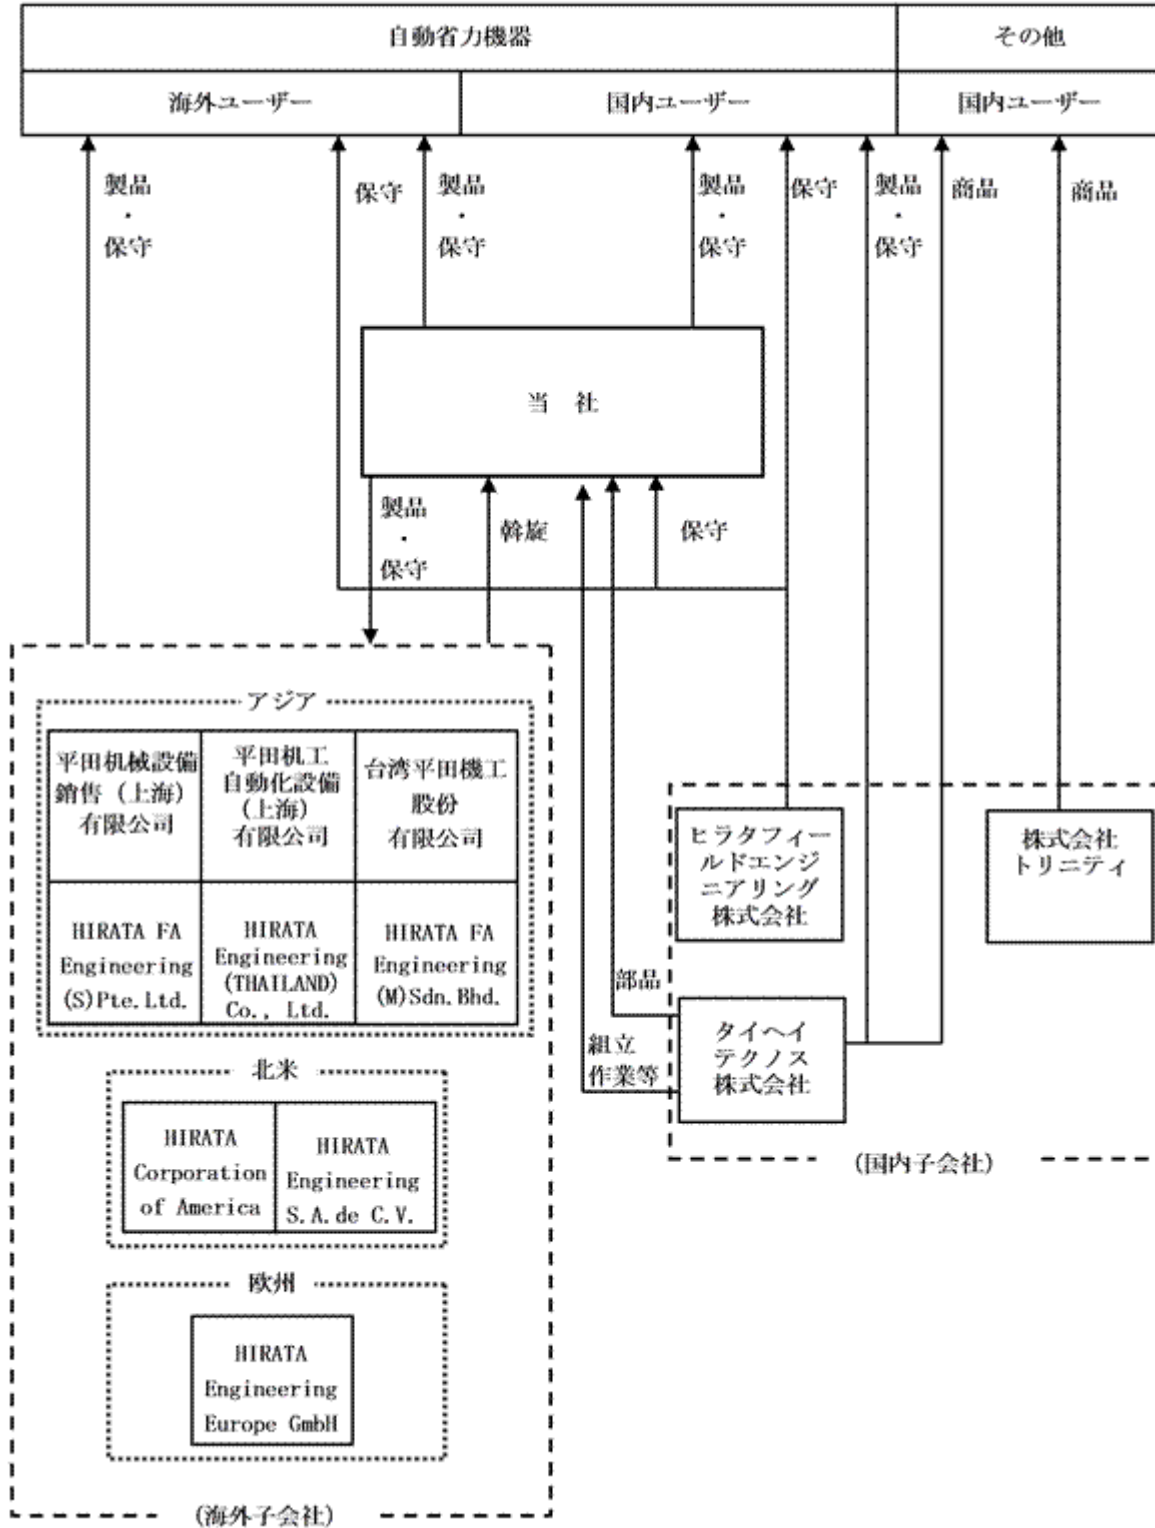 自動省力機器
その他
海外ユーザー
国内ユーザー
国内ユーザー
製品
・
保守
保守
製品
・
保守
製品
・
保守
保守
製品
・
保守
商品
商品
当 社
製品
・
保守
斡旋
保守
アジア
平田机械設備
銷售（上海）
有限公司
平田机工
自動化設備
（上海）
有限公司
台湾平田機工
股份
有限公司
HIRATA FA
Engineering
(S)Pte.Ltd.
HIRATA
Engineering
(THAILAND)
Co., Ltd.
HIRATA FA
Engineering
(M)Sdn.Bhd.
北米
HIRATA
Corporation
of America
HIRATA
Engineering
S.A.de C.V.
欧州
HIRATA
Engineering
Europe GmbH
（海外子会社）
ヒラタフィー
ルドエンジ
ニアリング
株式会社
株式会社
トリニティ
部品
組立
作業等
タイヘイ
テクノス
株式会社
（国内子会社）